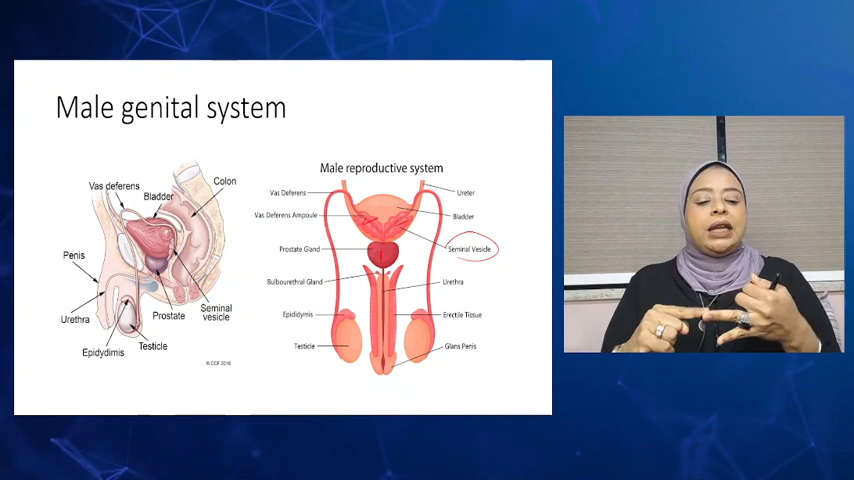 Male genital system
Vas deferens
Bladder
Colon
Penis
Urethra
Epdydimis
Testicle
Prostate
Seminal
vesicle
© CCF 2016
Male reproductive system
Vas Deferens
Ureter
Vas Deferens Ampoule
Bladder
Prostate Gland
Seminal Vesicle
Bulbourethral Gland
Urethra
Epididymis
Erectile Tissue
Testicle
Glans Penis